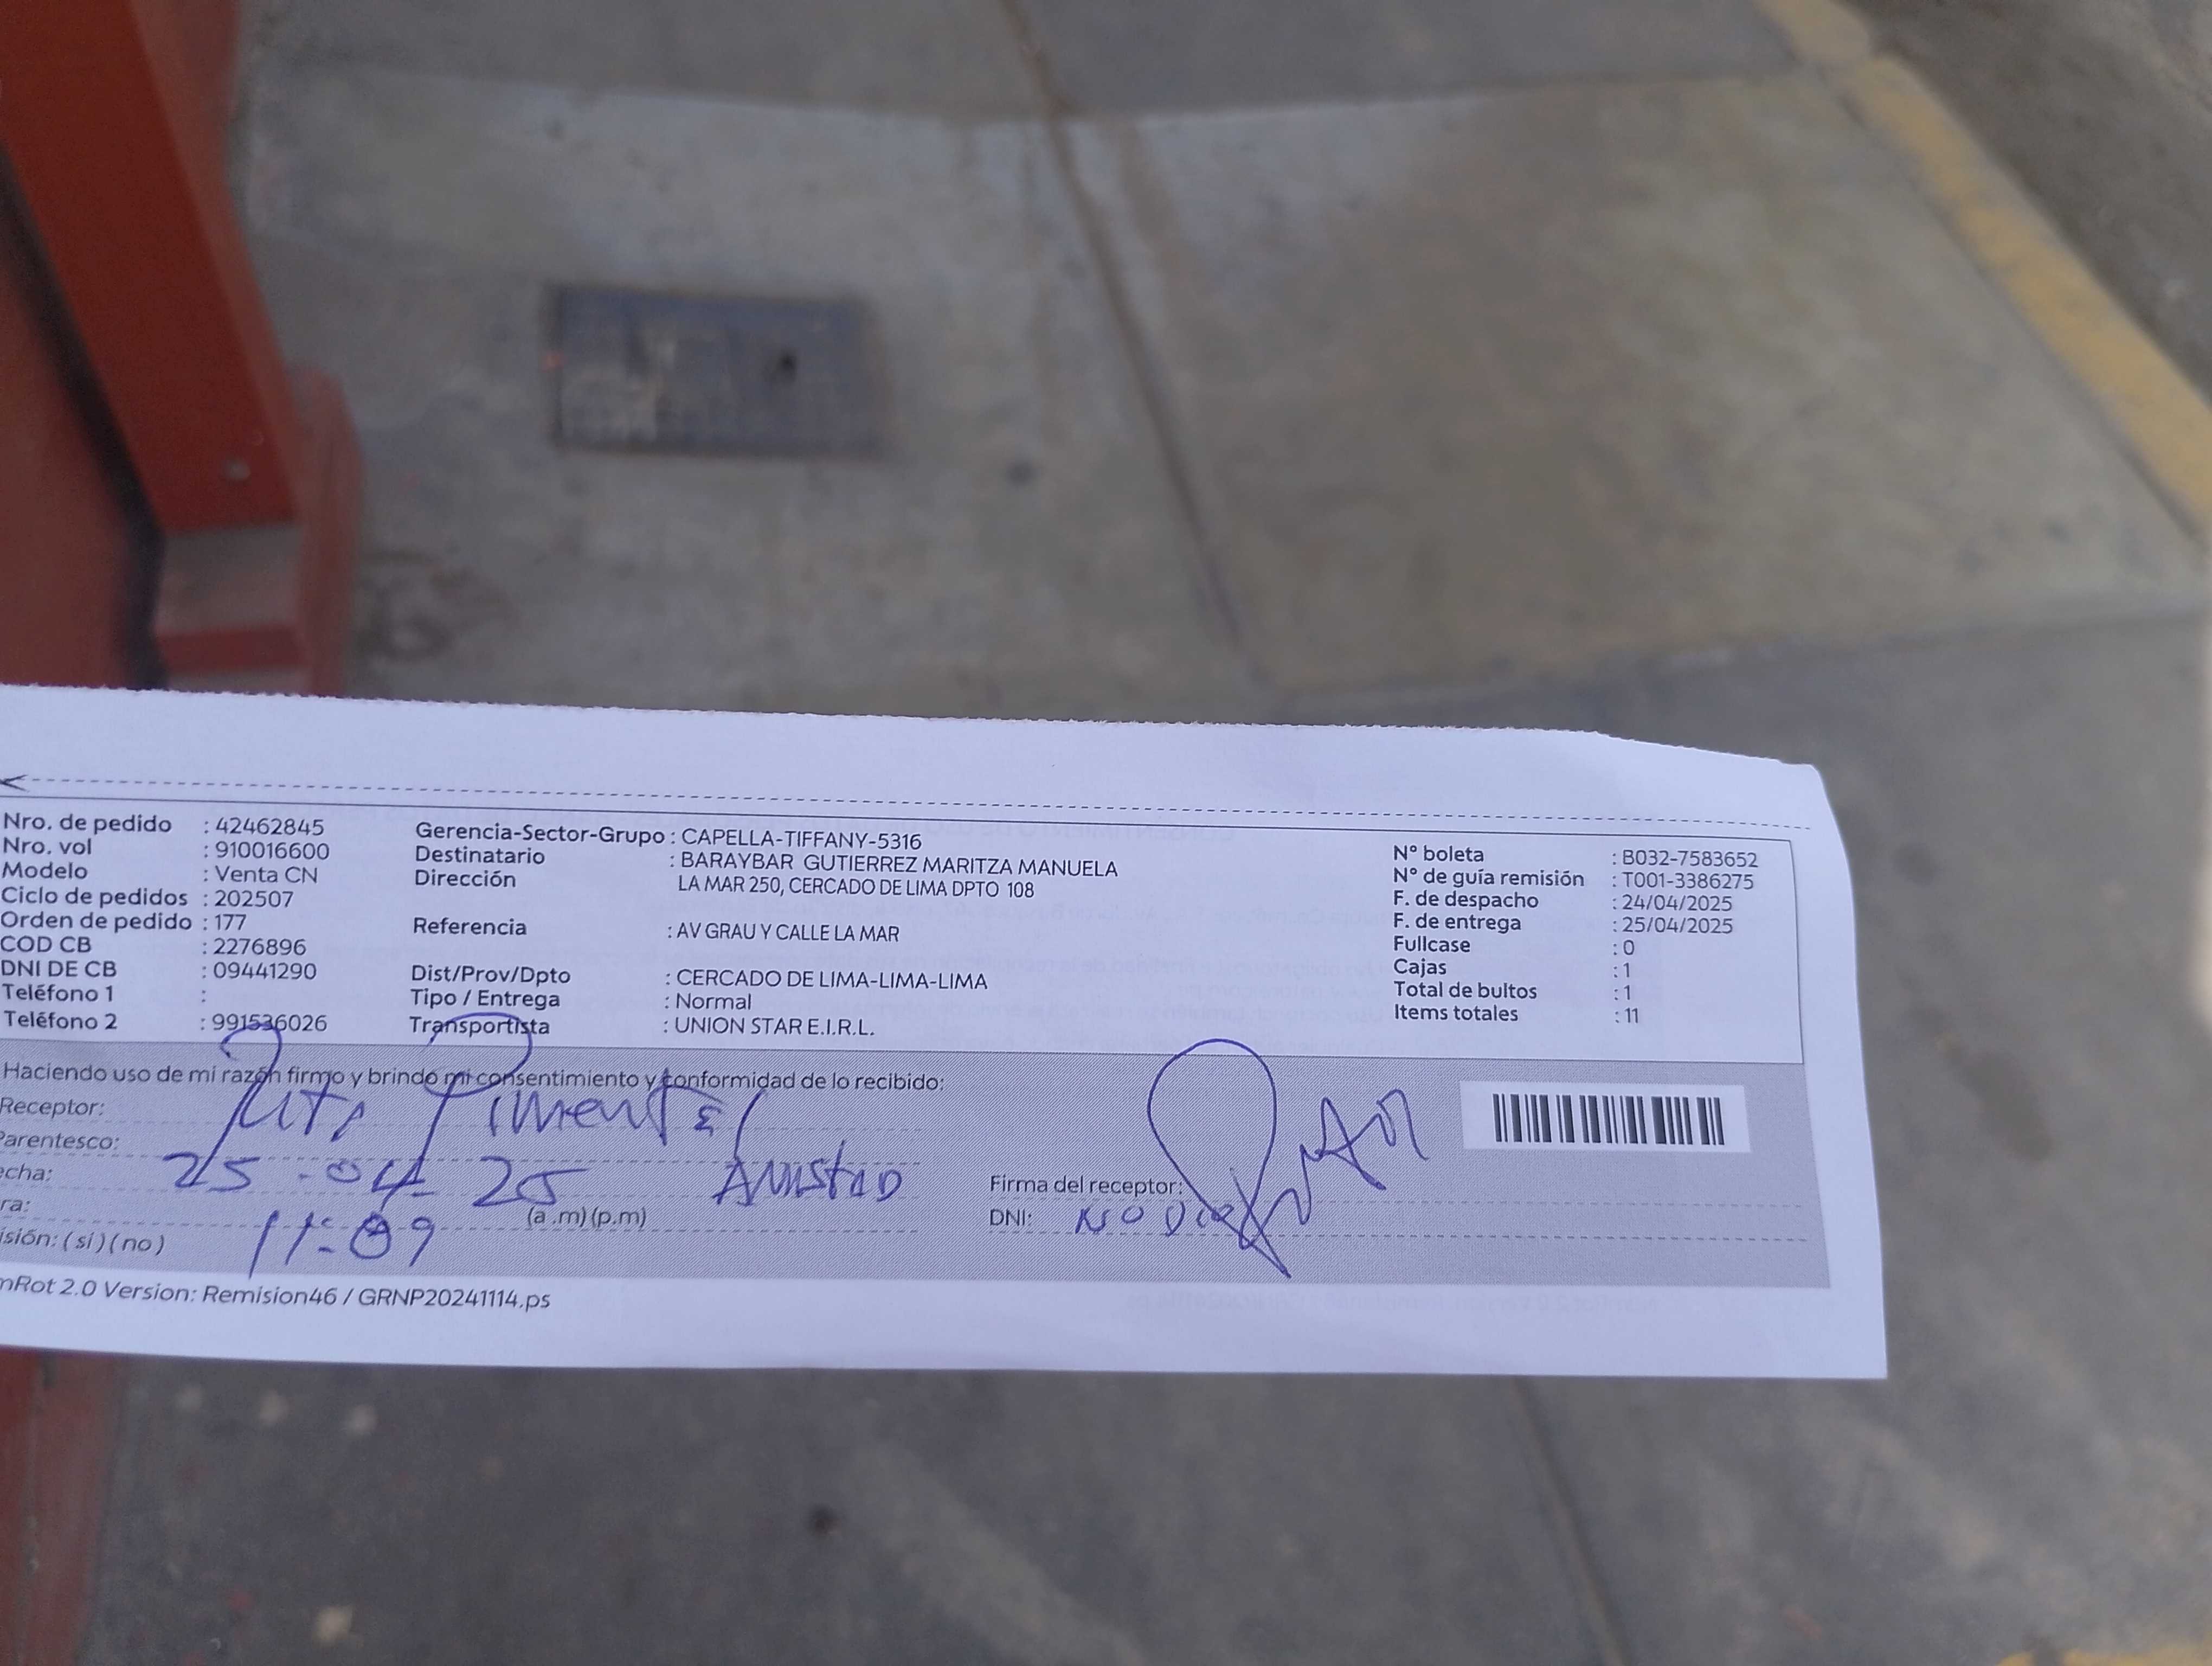 Nro. de pedido : 42462845
Nro. vol : 910016600
Modelo : Venta CN
Ciclo de pedidos : 202507
Orden de pedido : 177
COD CB : 2276896
DNI DE CB : 09441290
Teléfono 1 :
Teléfono 2 : 991536026
Gerencia-Sector-Grupo : CAPELLA-TIFFANY-5316
Destinatario : BARAYBAR GUTIERREZ MARITZA MANUELA
Dirección LA MAR 250, CERCADO DE LIMA DPTO 108
Referencia : AV GRAU Y CALLE LA MAR
Dist/Prov/Dpto : CERCADO DE LIMA-LIMA-LIMA
Tipo / Entrega : Normal
Transportista : UNION STAR E.I.R.L.
N° boleta : B032-7583652
N° de guía remisión : T001-3386275
F. de despacho : 24/04/2025
F. de entrega : 25/04/2025
Fullcase : 0
Cajas : 1
Total de bultos : 1
Items totales : 11
Haciendo uso de mi razón firmo y brindo mi consentimiento y conformidad de lo recibido:
Receptor: Pimentel
Parentesco: Amistad
echa: 25-04-25
ra: 11:09 (a .m) (p.m)
isión: ( si ) ( no )
Firma del receptor:
DNI: NO
nRot 2.0 Version: Remision46 / GRNP20241114.ps